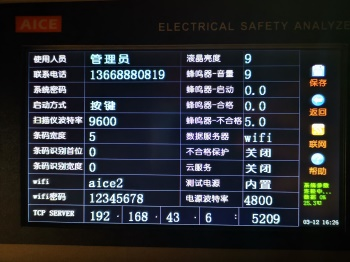 AICE ELECTRICAL SAFETY ANALYZE
使用人员 管理员 液晶亮度 9
联系电话 13668880819 蜂鸣器-音量 9
系统密码 蜂鸣器-启动 0.0
启动方式 按键 蜂鸣器-合格 0.0
扫描仪波特率 9600 蜂鸣器-不合格 5.0
条码宽度 5 数据服务器 wifi
条码识别首位 0 不合格保护 关闭
条码识别宽度 0 云服务 关闭
wifi aice2 测试电源 内置
wifi密码 12345678 电源波特率 4800
TCP SERVER 192 . 168 . 43 . 6 : 5209
保存
返回
联网
帮助
03-12 16:26